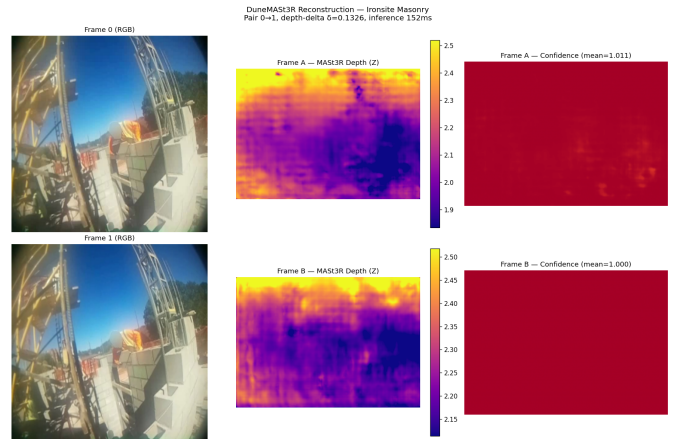 DuneMASt3R Reconstruction — Ironsite Masonry
Pair 0→1, depth-delta δ=0.1326, inference 152ms
Frame 0 (RGB)
Frame A — MASt3R Depth (Z)
2.5
2.4
2.3
2.2
2.1
2.0
1.9
Frame A — Confidence (mean=1.011)
Frame 1 (RGB)
Frame B — MASt3R Depth (Z)
2.50
2.45
2.40
2.35
2.30
2.25
2.20
2.15
Frame B — Confidence (mean=1.000)